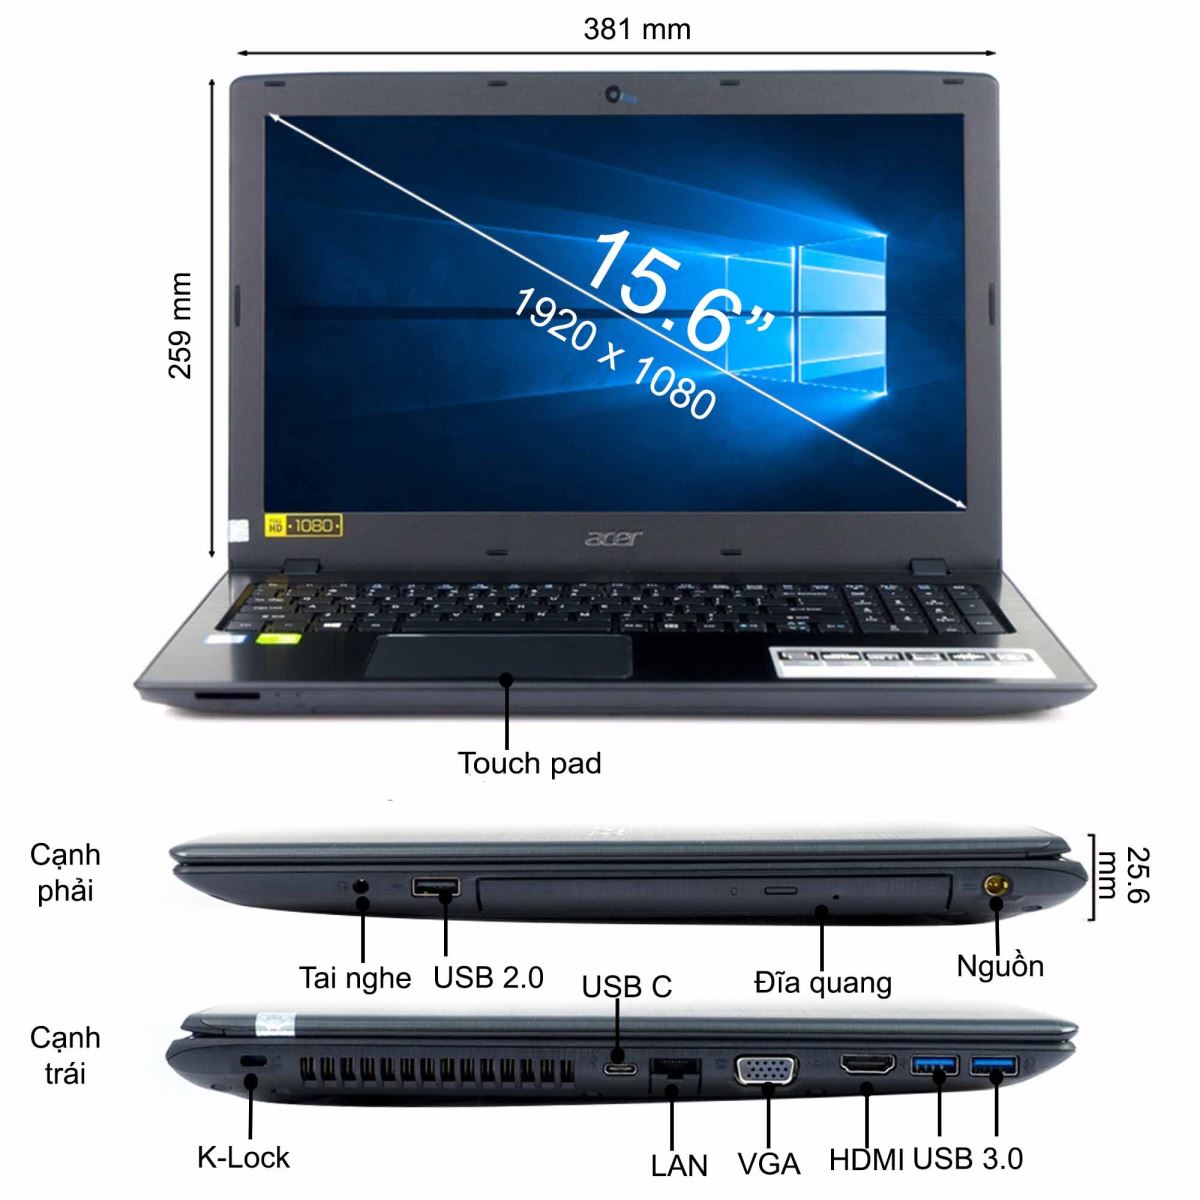 381 mm
259 mm
15.6”
1920 x 1080
FULL HD 1080
acer
Touch pad
Cạnh phải
25.6 mm
Tai nghe
USB 2.0
Đĩa quang
Nguồn
Cạnh trái
USB C
K-Lock
LAN
VGA
HDMI
USB 3.0